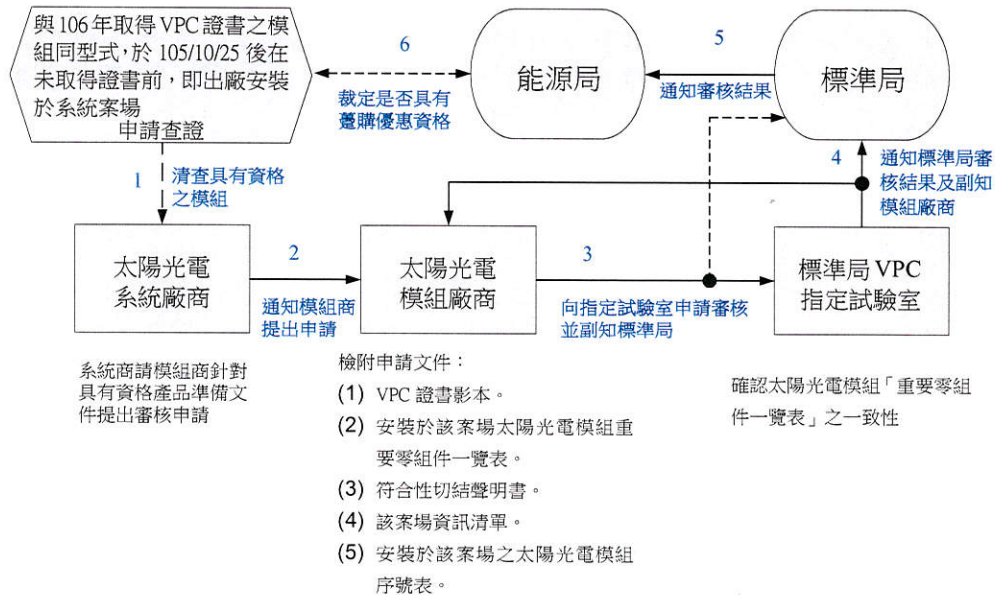 與106年取得VPC證書之模
組同型式,於105/10/25後在
未取得證書前,即出廠安裝
於系統案場
申請查證
6
裁定是否具有
躉購優惠資格
能源局
5
通知審核結果
標準局
1
清查具有資格
之模組
4
通知標準局審
核結果及副知
模組廠商
太陽光電
系統廠商
2
通知模組商
提出申請
太陽光電
模組廠商
3
向指定試驗室申請審核
並副知標準局
標準局VPC
指定試驗室
系統商請模組商針對
具有資格產品準備文
件提出審核申請
檢附申請文件:
(1) VPC 證書影本。
(2) 安裝於該案場太陽光電模組重
要零組件一覽表。
(3) 符合性切結聲明書。
(4) 該案場資訊清單。
(5) 安裝於該案場之太陽光電模組
序號表。
確認太陽光電模組「重要零組
件一覽表」之一致性